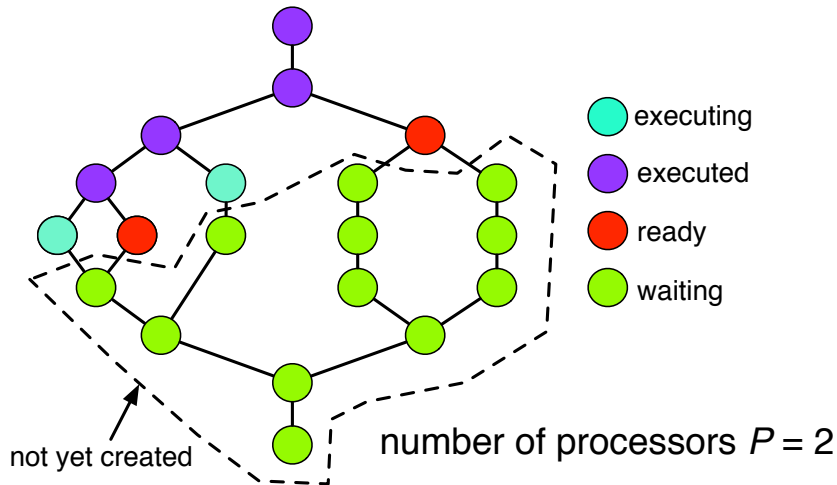 executing
executed
ready
waiting
not yet created
number of processors P = 2